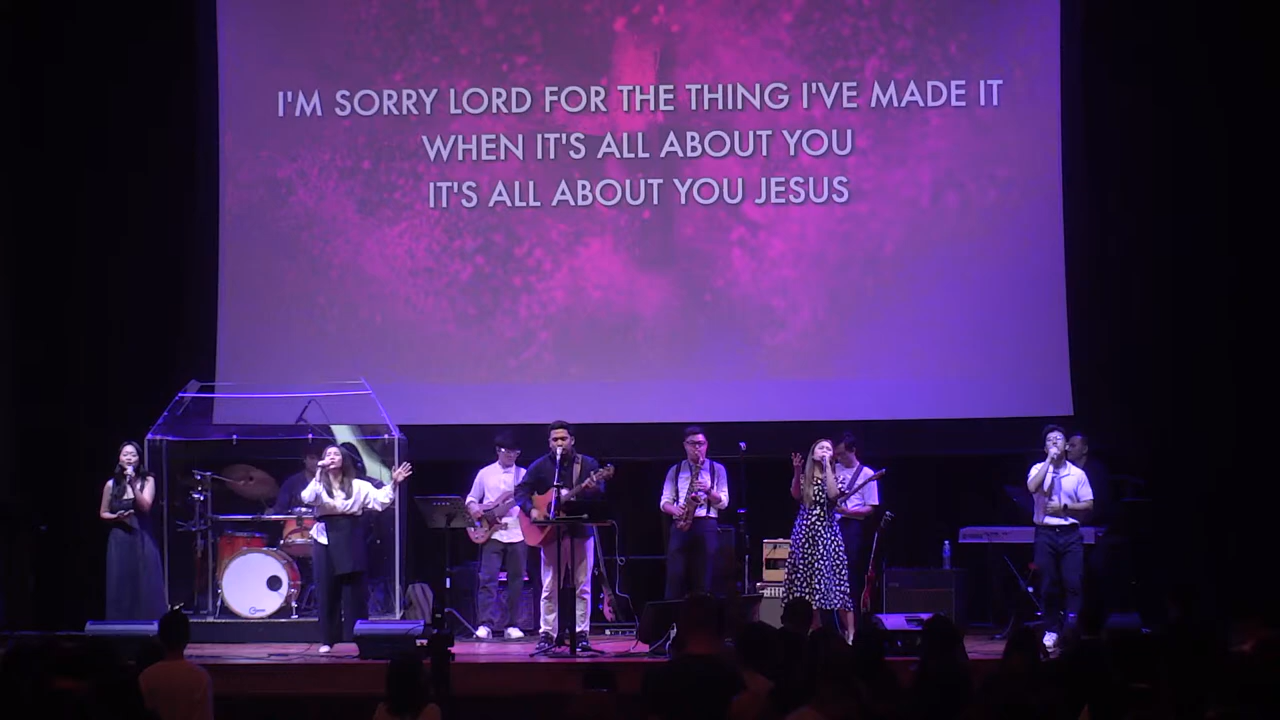 I'M SORRY LORD FOR THE THING I'VE MADE IT
WHEN IT'S ALL ABOUT YOU
IT'S ALL ABOUT YOU JESUS